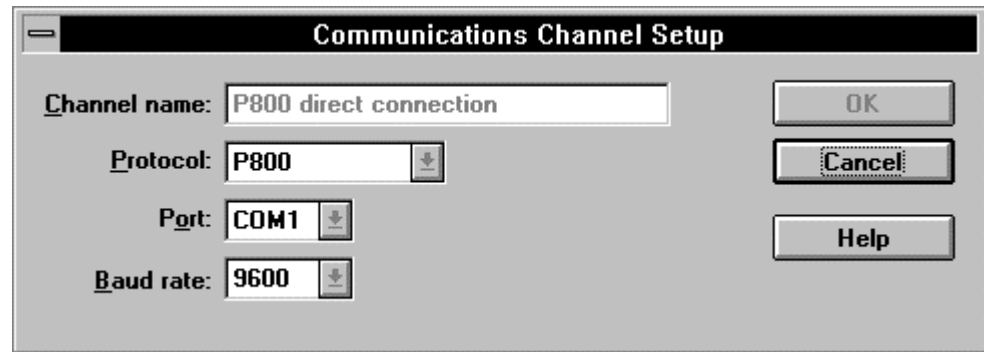 Communications Channel Setup
Channel name: P800 direct connection
OK
Protocol: P800
Cancel
Port: COM1
Help
Baud rate: 9600